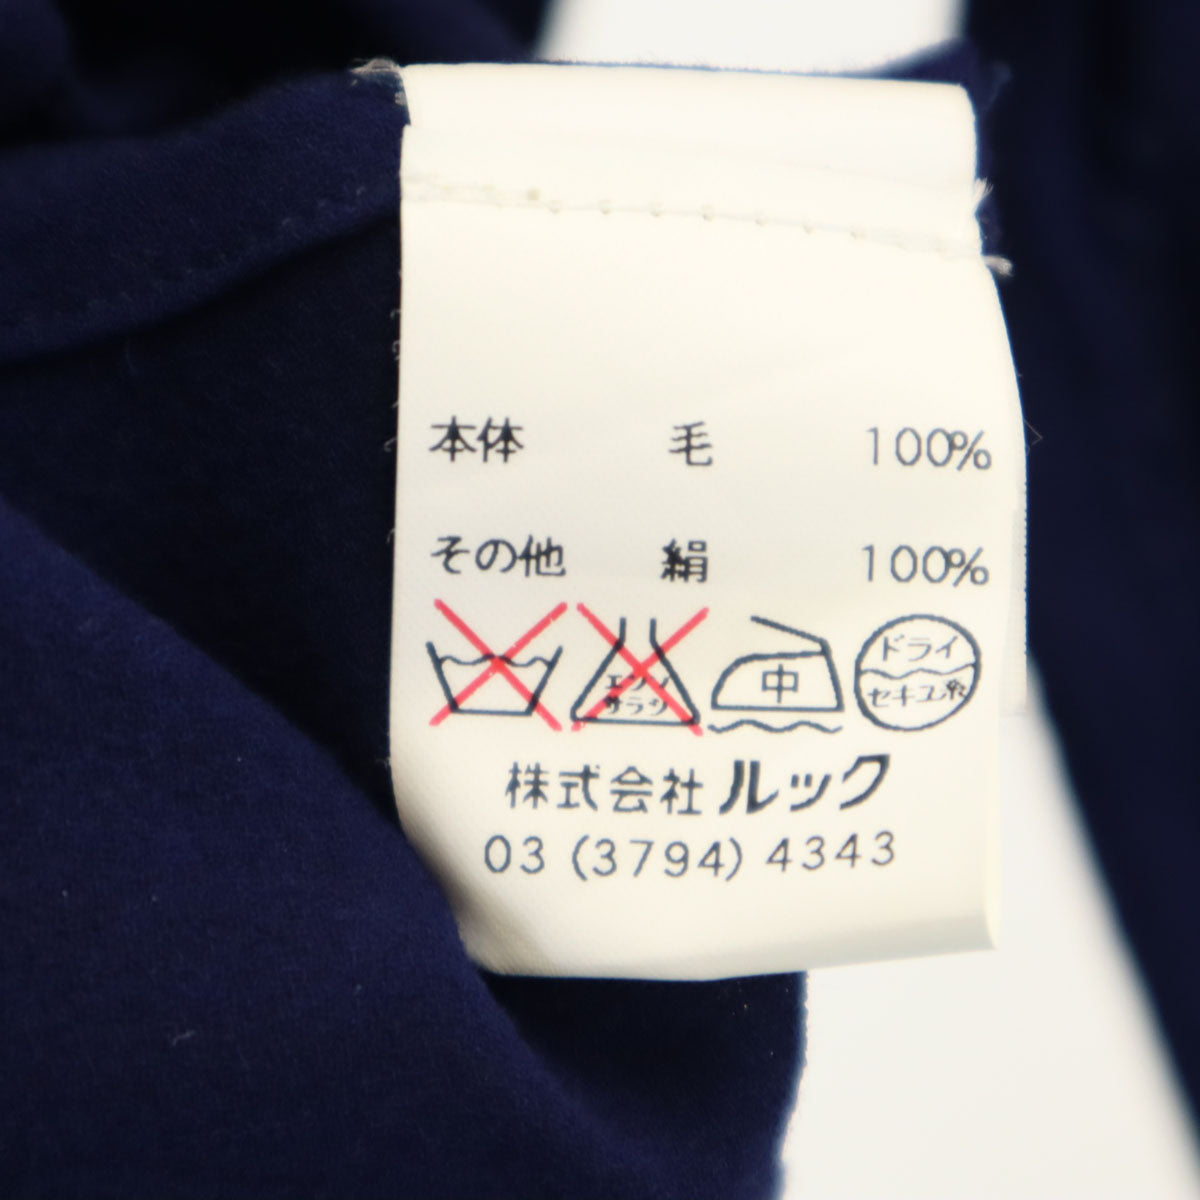 本体 毛 100%
その他 絹 100%
エンソ
サラシ
中
ドライ
セキユ系
株式会社 ルック
03 (3794) 4343